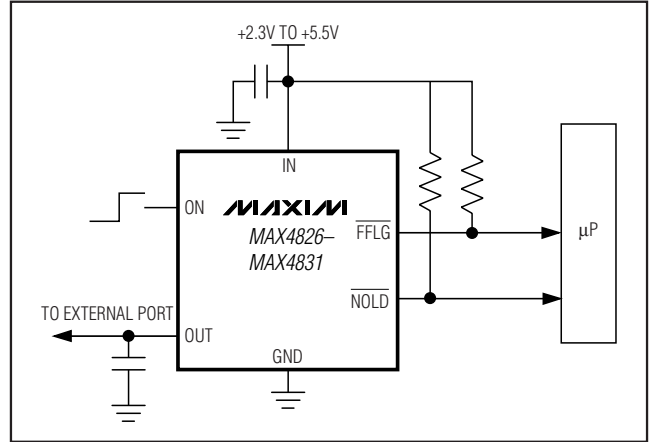 +2.3V TO +5.5V
IN
ON
MAXIM
MAX4826–
MAX4831
FFLG
NOLD
µP
TO EXTERNAL PORT
OUT
GND